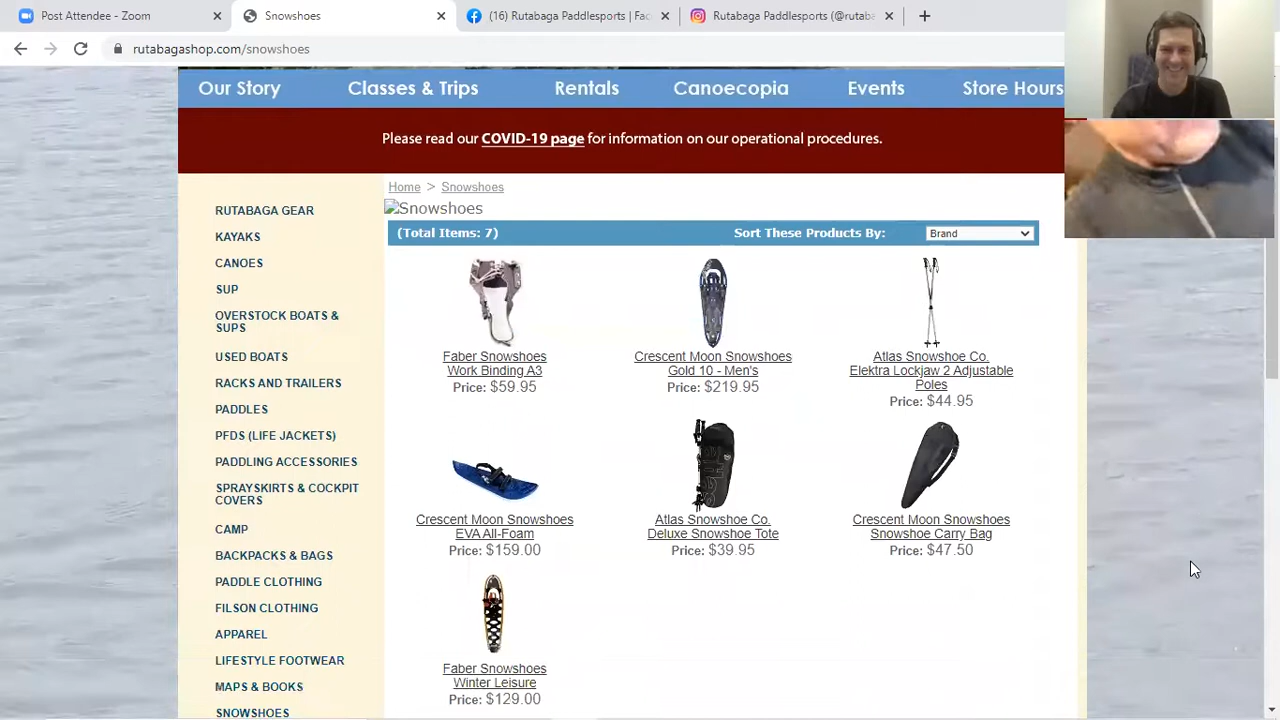 Post Attendee - Zoom
Snowshoes
(16) Rutabaga Paddlesports | Fac
Rutabaga Paddlesports (@rutaba
rutabagashop.com/snowshoes
Our Story
Classes & Trips
Rentals
Canoecopia
Events
Store Hours
Please read our COVID-19 page for information on our operational procedures.
Home > Snowshoes
Snowshoes
(Total Items: 7)
Sort These Products By:
Brand
RUTABAGA GEAR
KAYAKS
CANOES
SUP
OVERSTOCK BOATS &
SUPS
USED BOATS
RACKS AND TRAILERS
PADDLES
PFDS (LIFE JACKETS)
PADDLING ACCESSORIES
SPRAYSKIRTS & COCKPIT
COVERS
CAMP
BACKPACKS & BAGS
PADDLE CLOTHING
FILSON CLOTHING
APPAREL
LIFESTYLE FOOTWEAR
MAPS & BOOKS
SNOWSHOES
Faber Snowshoes
Work Binding A3
Price: $59.95
Crescent Moon Snowshoes
Gold 10 - Men's
Price: $219.95
Atlas Snowshoe Co.
Elektra Lockjaw 2 Adjustable
Poles
Price: $44.95
Crescent Moon Snowshoes
EVA All-Foam
Price: $159.00
Atlas Snowshoe Co.
Deluxe Snowshoe Tote
Price: $39.95
Crescent Moon Snowshoes
Snowshoe Carry Bag
Price: $47.50
Faber Snowshoes
Winter Leisure
Price: $129.00